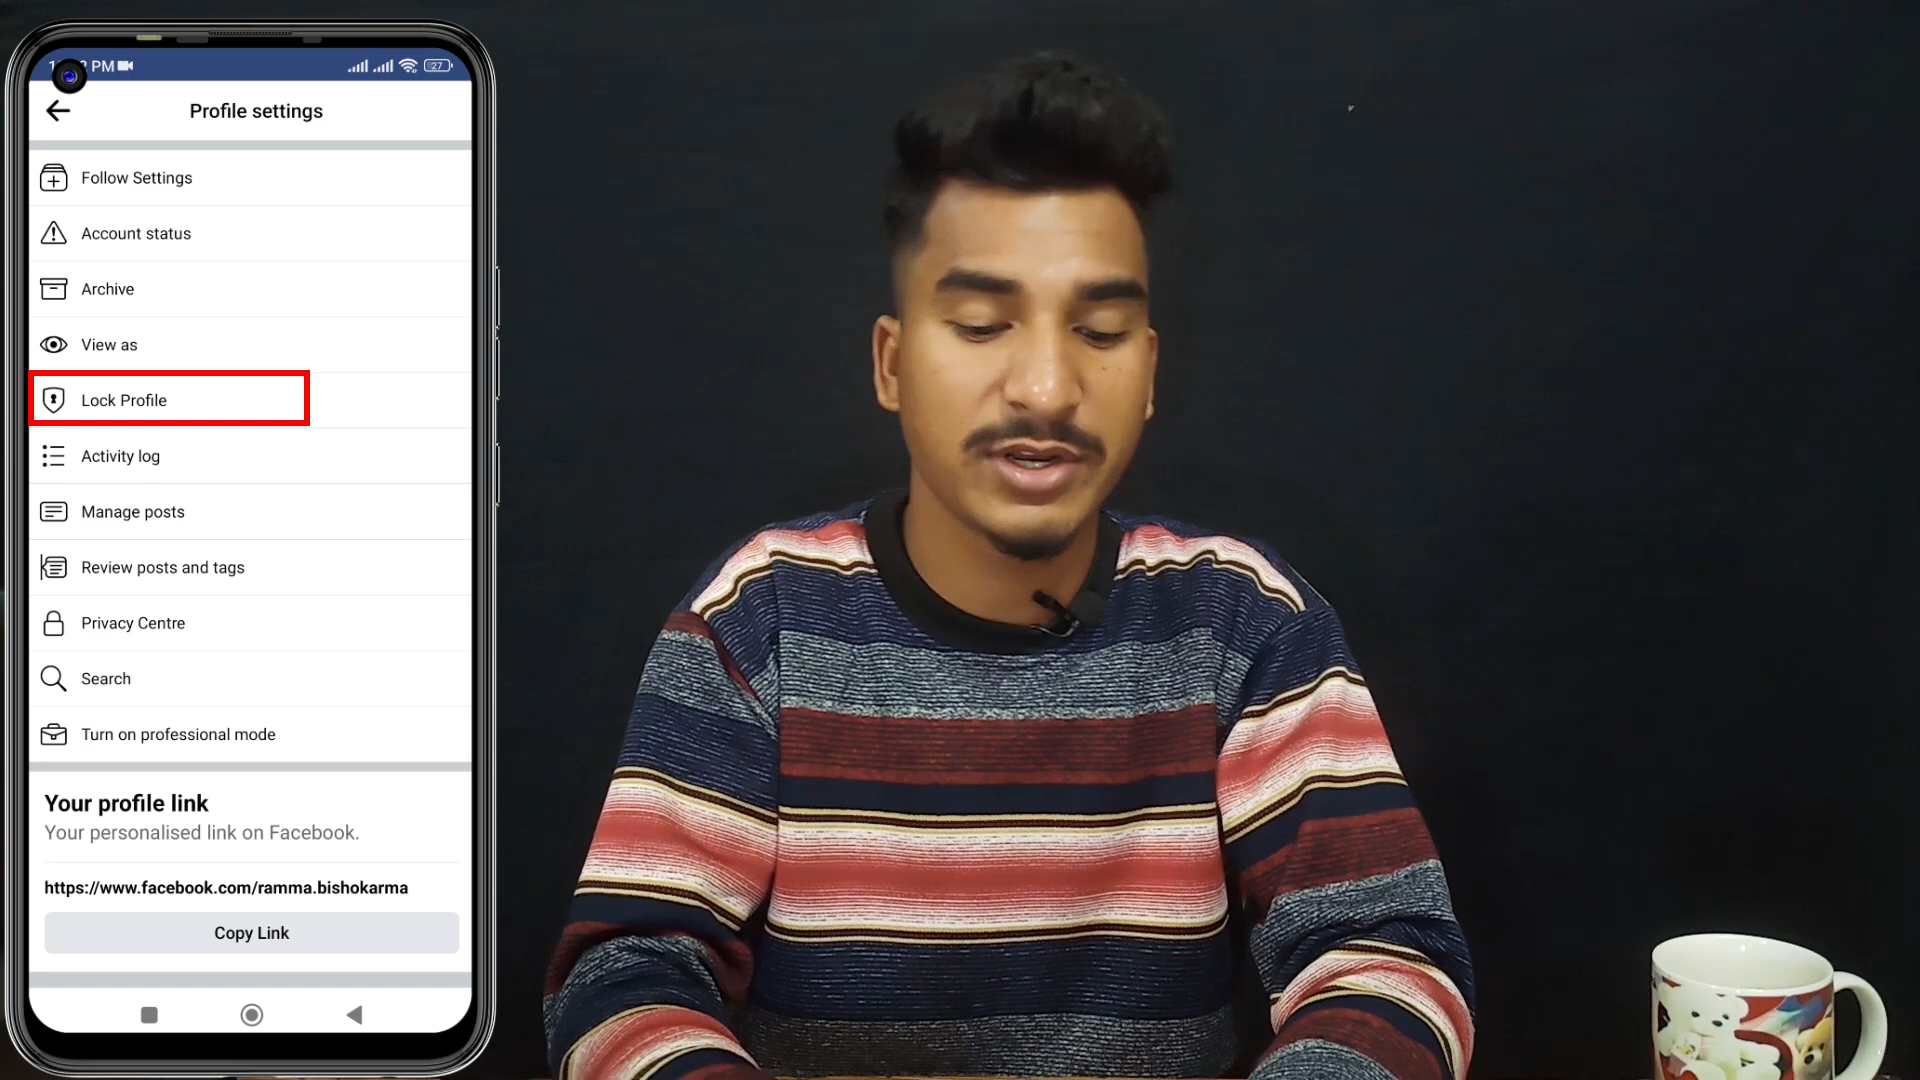 PM
27
Profile settings
Follow Settings
Account status
Archive
View as
Lock Profile
Activity log
Manage posts
Review posts and tags
Privacy Centre
Search
Turn on professional mode
Your profile link
Your personalised link on Facebook.
https://www.facebook.com/ramma.bishokarma
Copy Link